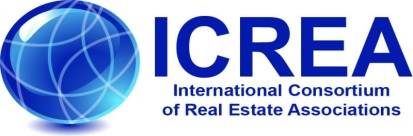 ICREA
International Consortium
of Real Estate Associations